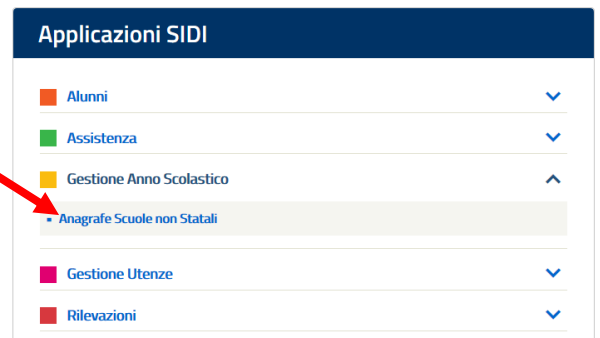 Applicazioni SIDI
Alunni
Assistenza
Gestione Anno Scolastico
Anagrafe Scuole non Statali
Gestione Utenze
Rilevazioni